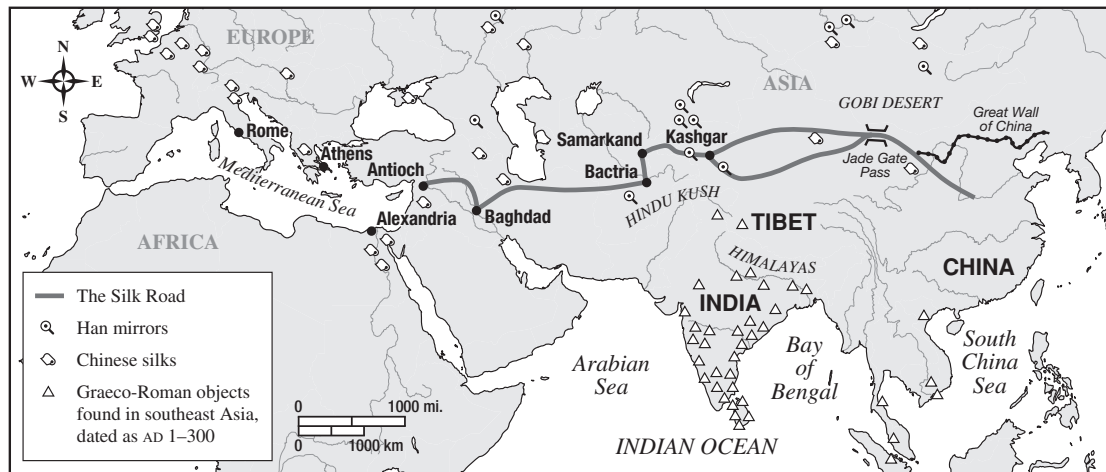 EUROPE
ASIA
N
W E
S
GOBI DESERT
Great Wall
of China
Rome
Samarkand
Kashgar
Athens
Antioch
Bactria
Jade Gate
Pass
Mediterranean Sea
HINDU KUSH
Baghdad
Alexandria
TIBET
AFRICA
HIMALAYAS
CHINA
INDIA
The Silk Road
Han mirrors
Chinese silks
Graeco-Roman objects
found in southeast Asia,
dated as AD 1–300
Arabian
Sea
Bay
of
Bengal
South
China
Sea
0 1000 mi.
0 1000 km
INDIAN OCEAN